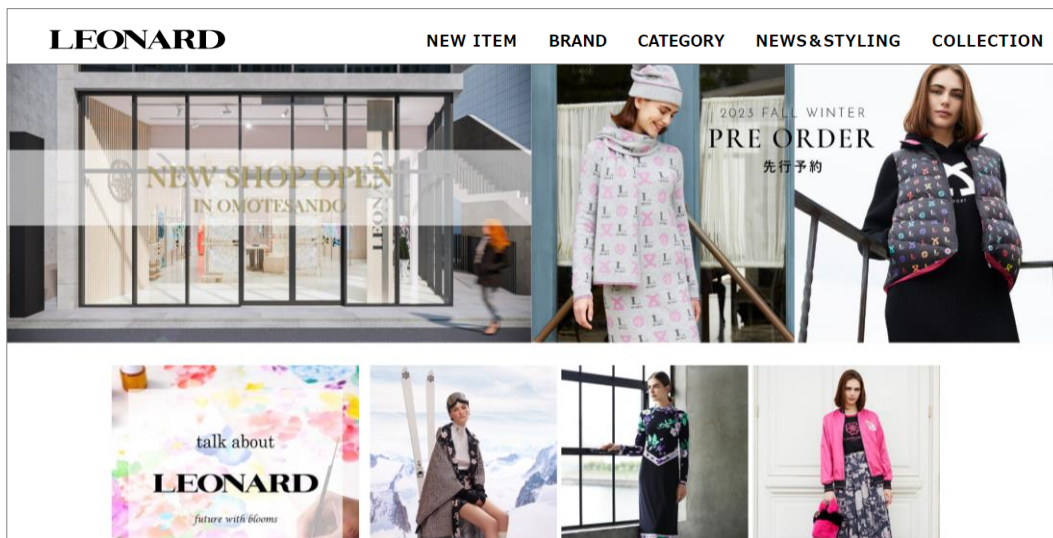 LEONARD
NEW ITEM BRAND CATEGORY NEWS&STYLING COLLECTION
NEW SHOP OPEN
IN OMOTESANDO
LEONARD
2023 FALL WINTER
PRE ORDER
先行予約
talk about
LEONARD
future with blooms